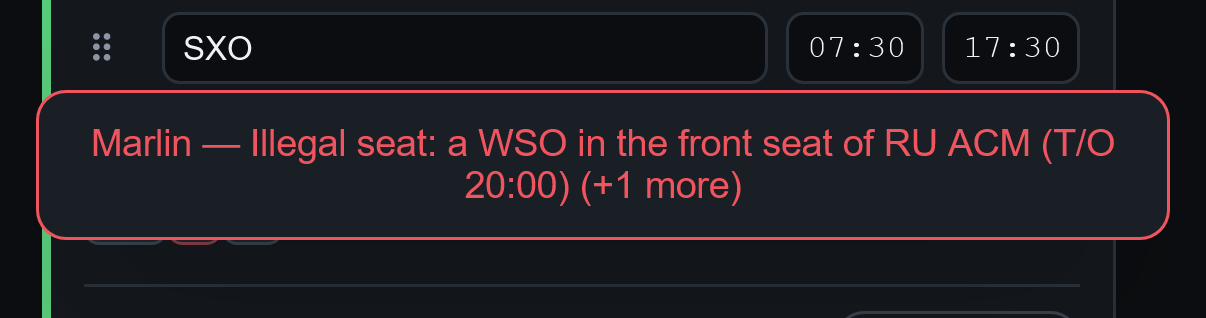 SXO 07:30 17:30
Marlin — Illegal seat: a WSO in the front seat of RU ACM (T/O
20:00) (+1 more)